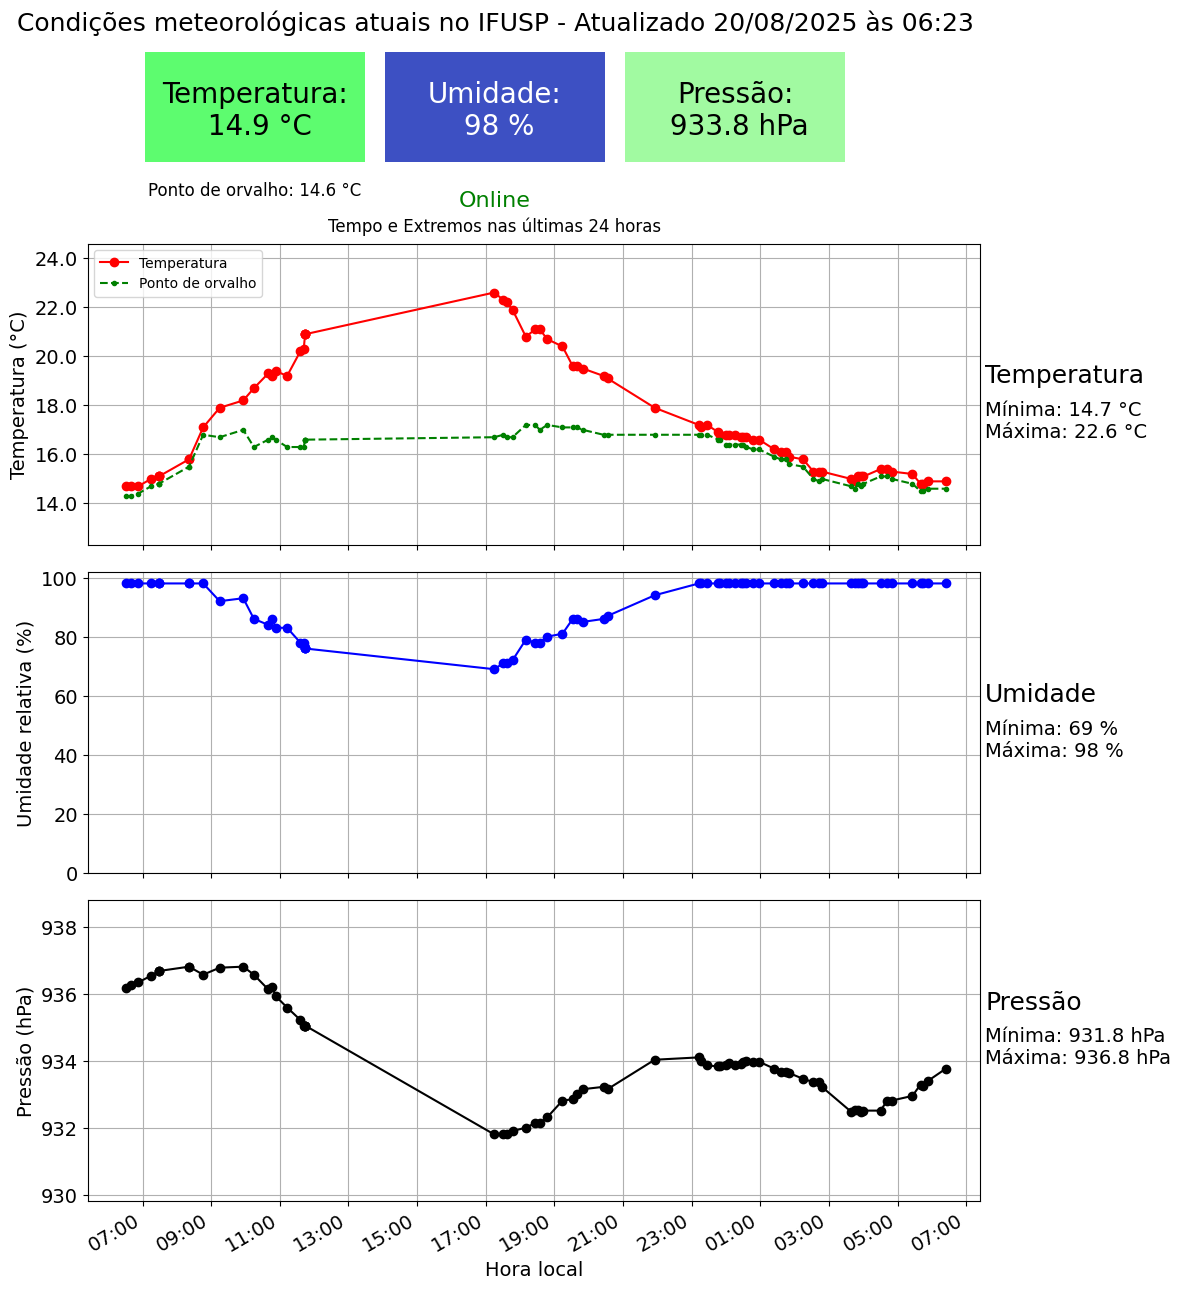 Condições meteorológicas atuais no IFUSP - Atualizado 20/08/2025 às 06:23
Temperatura:
14.9 °C
Umidade:
98 %
Pressão:
933.8 hPa
Ponto de orvalho: 14.6 °C
Online
Tempo e Extremos nas últimas 24 horas
Temperatura
Ponto de orvalho
Temperatura (°C)
24.0
22.0
20.0
18.0
16.0
14.0
Temperatura
Mínima: 14.7 °C
Máxima: 22.6 °C
Umidade relativa (%)
100
80
60
40
20
0
Umidade
Mínima: 69 %
Máxima: 98 %
Pressão (hPa)
938
936
934
932
930
Pressão
Mínima: 931.8 hPa
Máxima: 936.8 hPa
07:00 09:00 11:00 13:00 15:00 17:00 19:00 21:00 23:00 01:00 03:00 05:00 07:00
Hora local